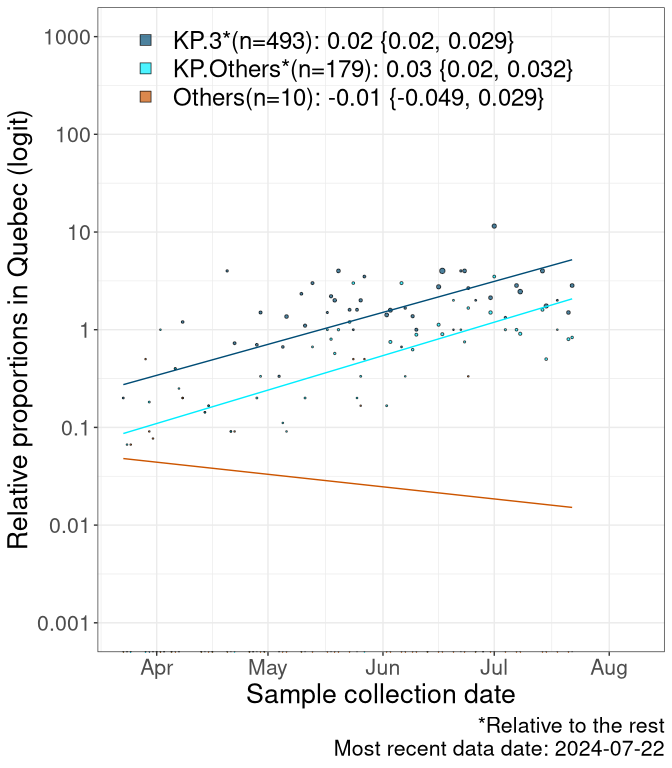 KP.3*(n=493): 0.02 {0.02, 0.029}
KP.Others*(n=179): 0.03 {0.02, 0.032}
Others(n=10): -0.01 {-0.049, 0.029}
Relative proportions in Quebec (logit)
1000
100
10
1
0.1
0.01
0.001
Apr May Jun Jul Aug
Sample collection date
*Relative to the rest
Most recent data date: 2024-07-22